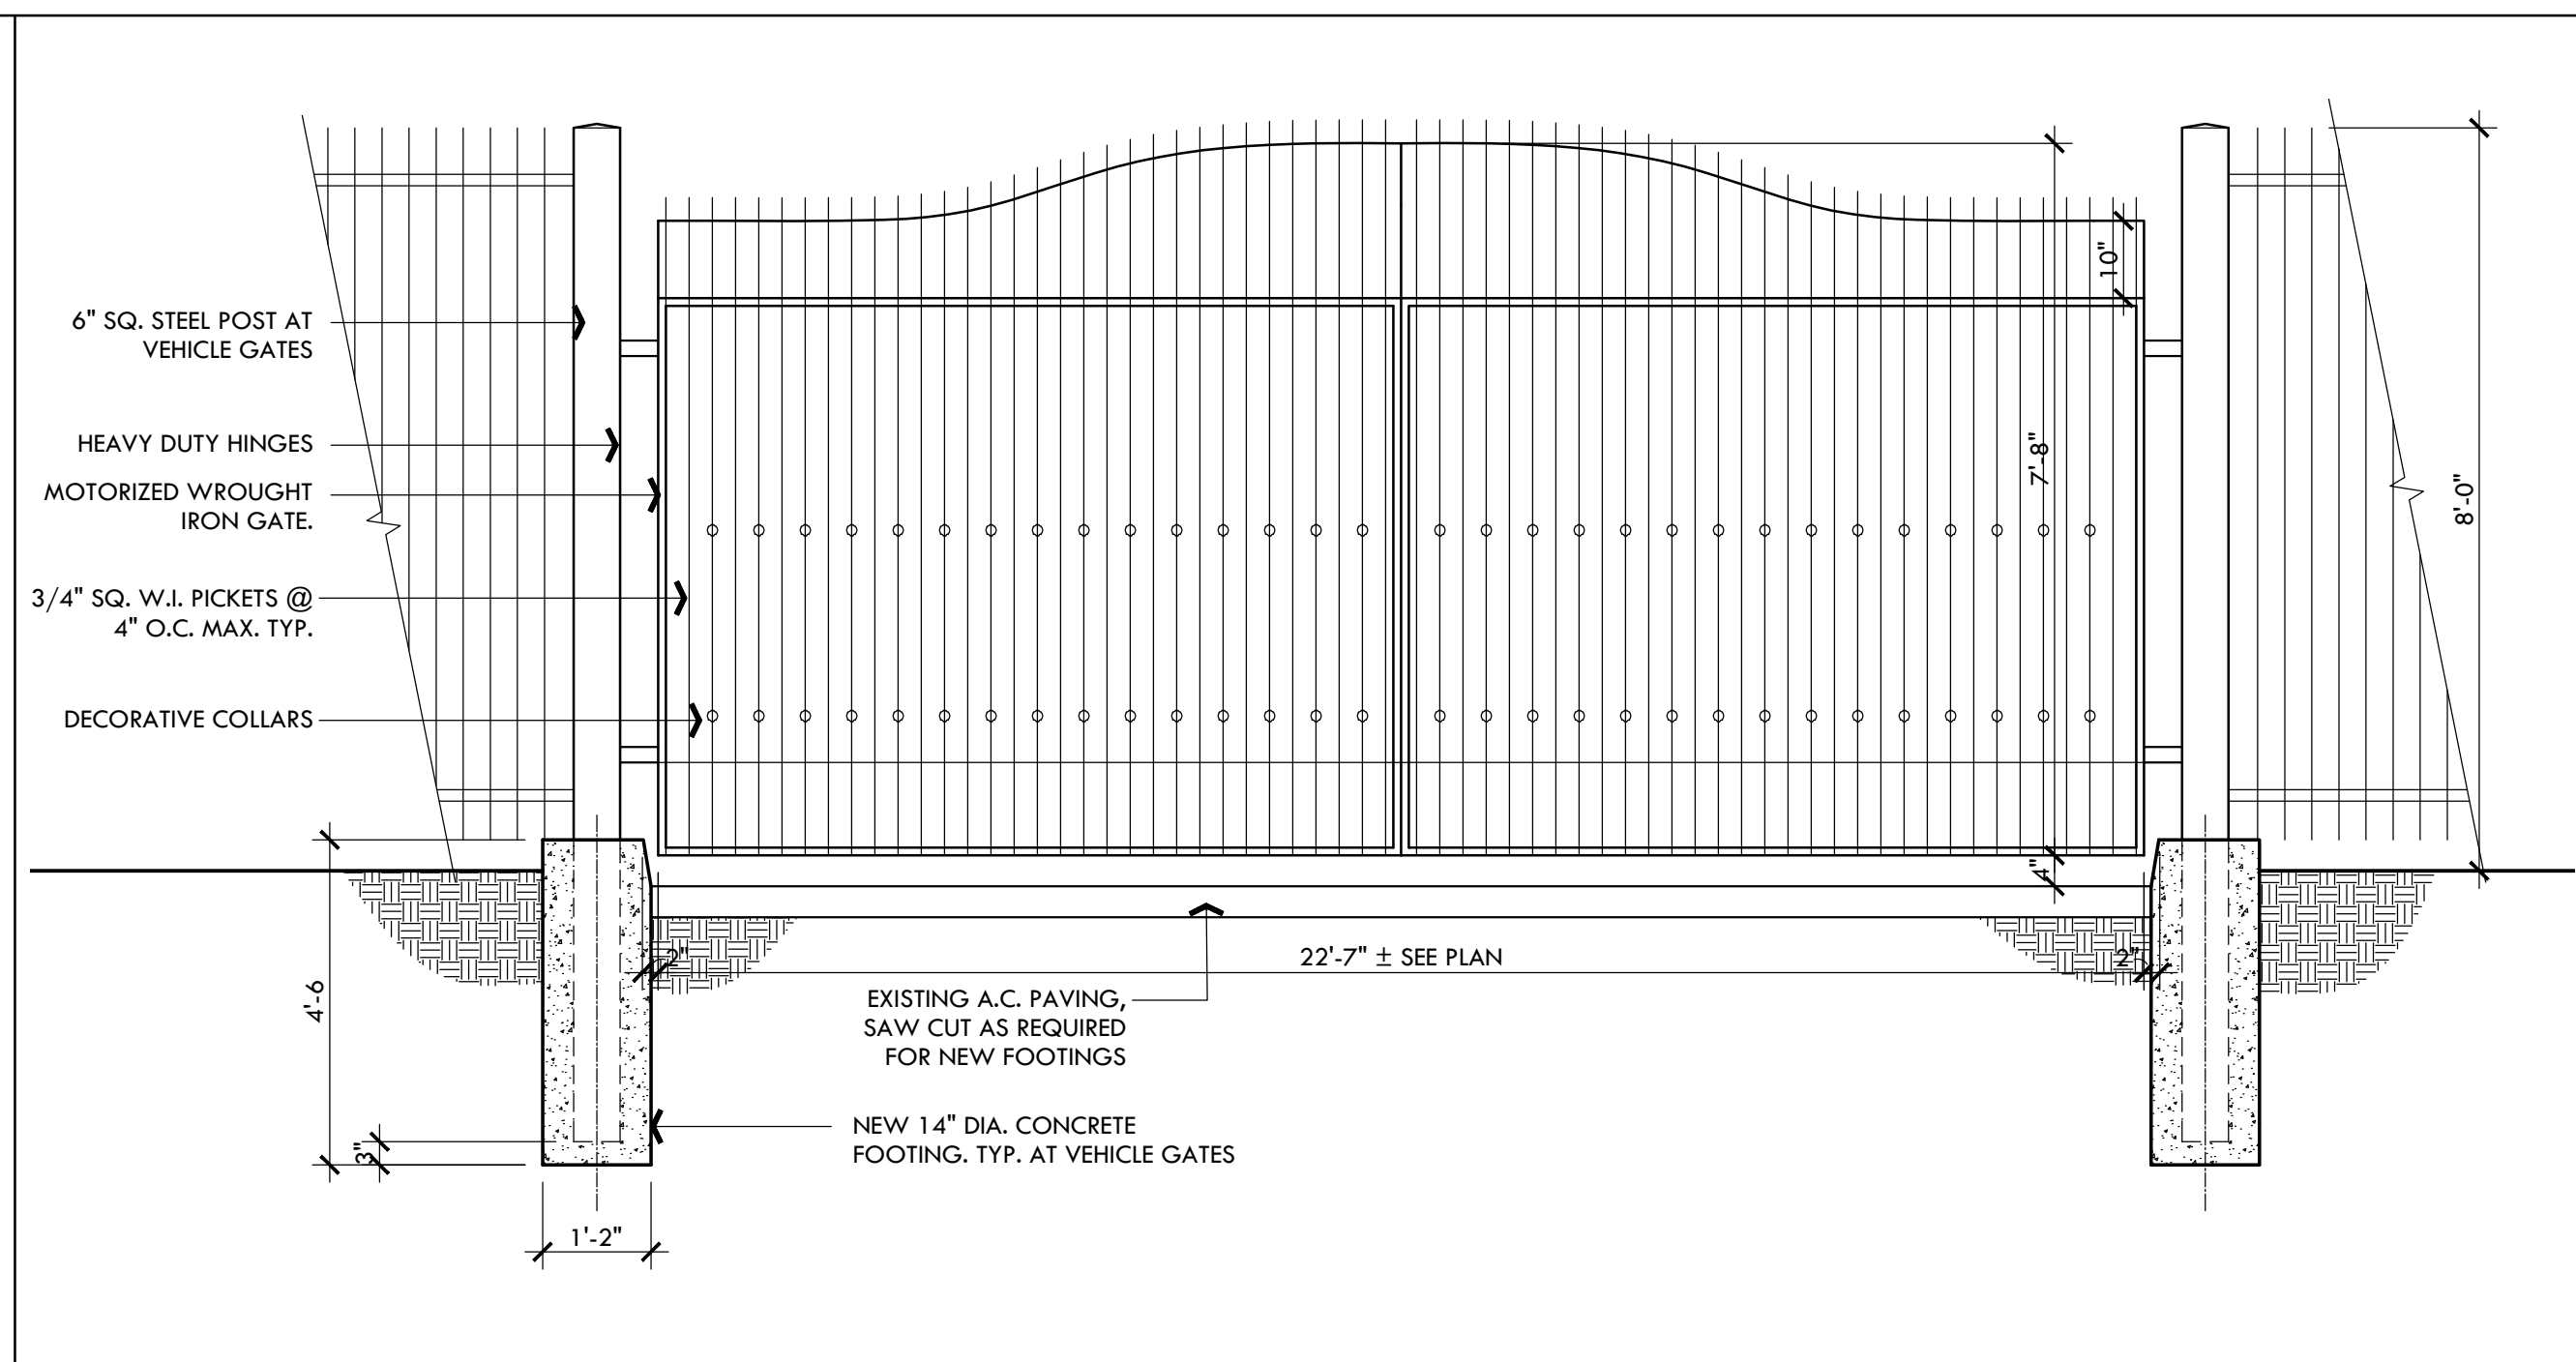 6" SQ. STEEL POST AT
VEHICLE GATES
HEAVY DUTY HINGES
MOTORIZED WROUGHT
IRON GATE.
3/4" SQ. W.I. PICKETS @
4" O.C. MAX. TYP.
DECORATIVE COLLARS
10"
7'-8"
8'-0"
4"
2"
22'-7" ± SEE PLAN
2"
4'-6
EXISTING A.C. PAVING,
SAW CUT AS REQUIRED
FOR NEW FOOTINGS
3"
NEW 14" DIA. CONCRETE
FOOTING. TYP. AT VEHICLE GATES
1'-2"